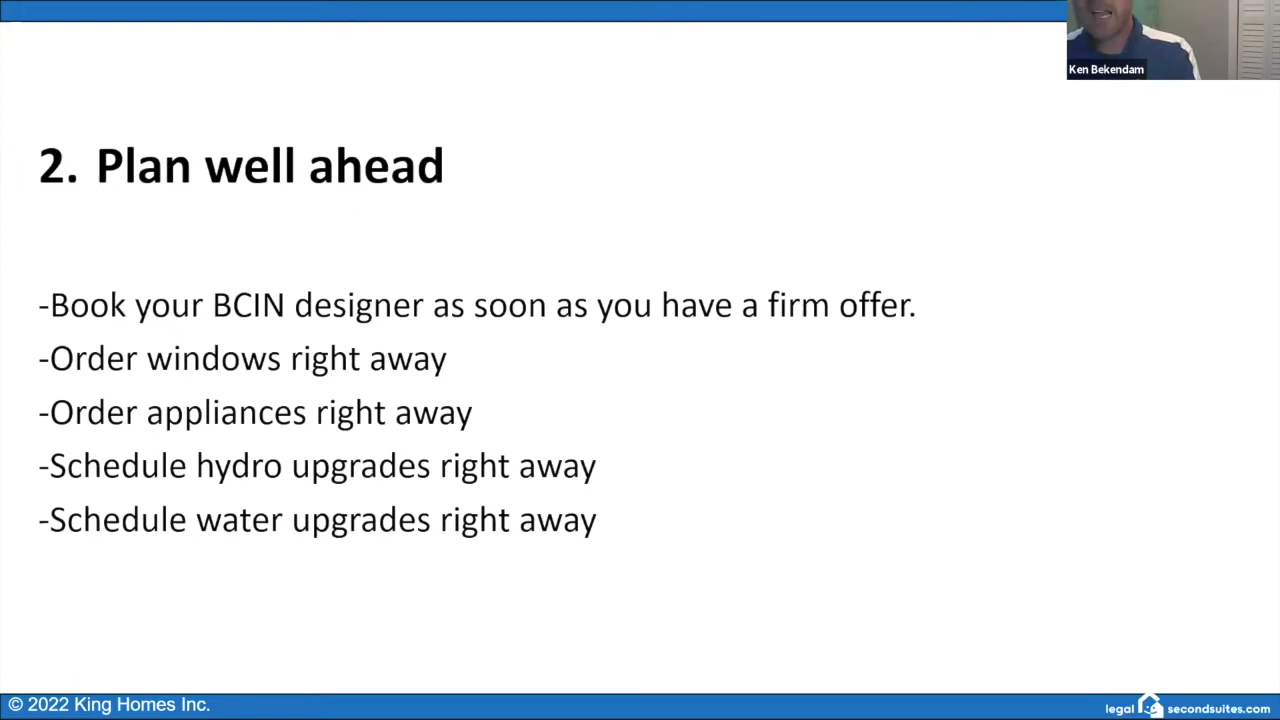 Ken Bekendam
2. Plan well ahead
-Book your BCIN designer as soon as you have a firm offer.
-Order windows right away
-Order appliances right away
-Schedule hydro upgrades right away
-Schedule water upgrades right away
© 2022 King Homes Inc.
legal secondsuites.com